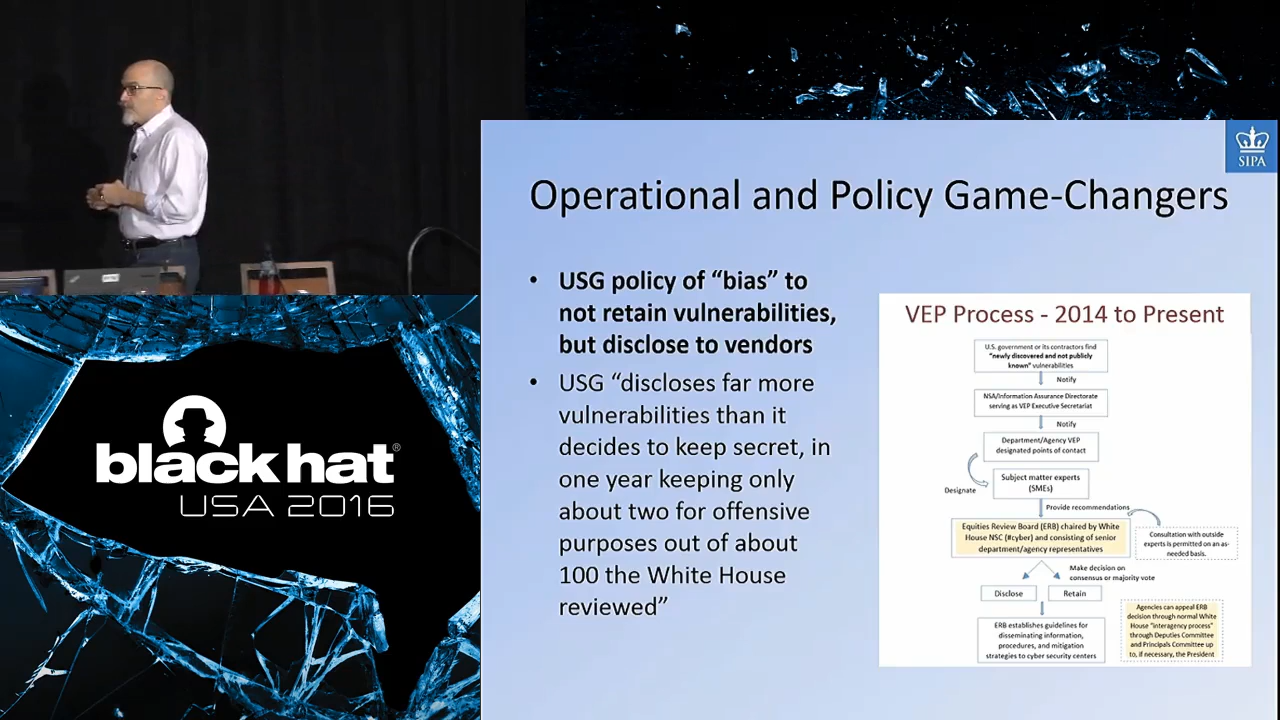 SIPA
Operational and Policy Game-Changers
• USG policy of “bias” to
not retain vulnerabilities,
but disclose to vendors
• USG “discloses far more
vulnerabilities than it
decides to keep secret, in
one year keeping only
about two for offensive
purposes out of about
100 the White House
reviewed”
VEP Process - 2014 to Present
U.S. government or its contractors find
“newly discovered and not publicly
known” vulnerabilities
Notify
NSA/Information Assurance Directorate
serving as VEP Executive Secretariat
Notify
Department/Agency VEP
designated points of contact
Subject matter experts
(SMEs)
Designate
Provide recommendations
Equities Review Board (ERB) chaired by White
House NSC (#cyber) and consisting of senior
department/agency representatives
Consultation with outside
experts is permitted on an as-
needed basis.
Make decision on
consensus or majority vote
Disclose
Retain
ERB establishes guidelines for
disseminating information,
procedures, and mitigation
strategies to cyber security centers
Agencies can appeal ERB
decision through normal White
House “interagency process”
through Deputies Committee
and Principals Committee up
to, if necessary, the President
black hat®
USA 2016